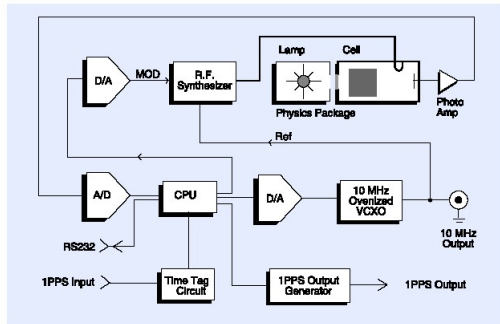 Lamp
Cell
D/A
MOD
R.F.
Synthesizer
Photo
Amp
Physics Package
Ref
A/D
CPU
D/A
10 MHz
Ovenized
VCXO
10 MHz
Output
RS232
1PPS Input
Time Tag
Circuit
1PPS Output
Generator
1PPS Output